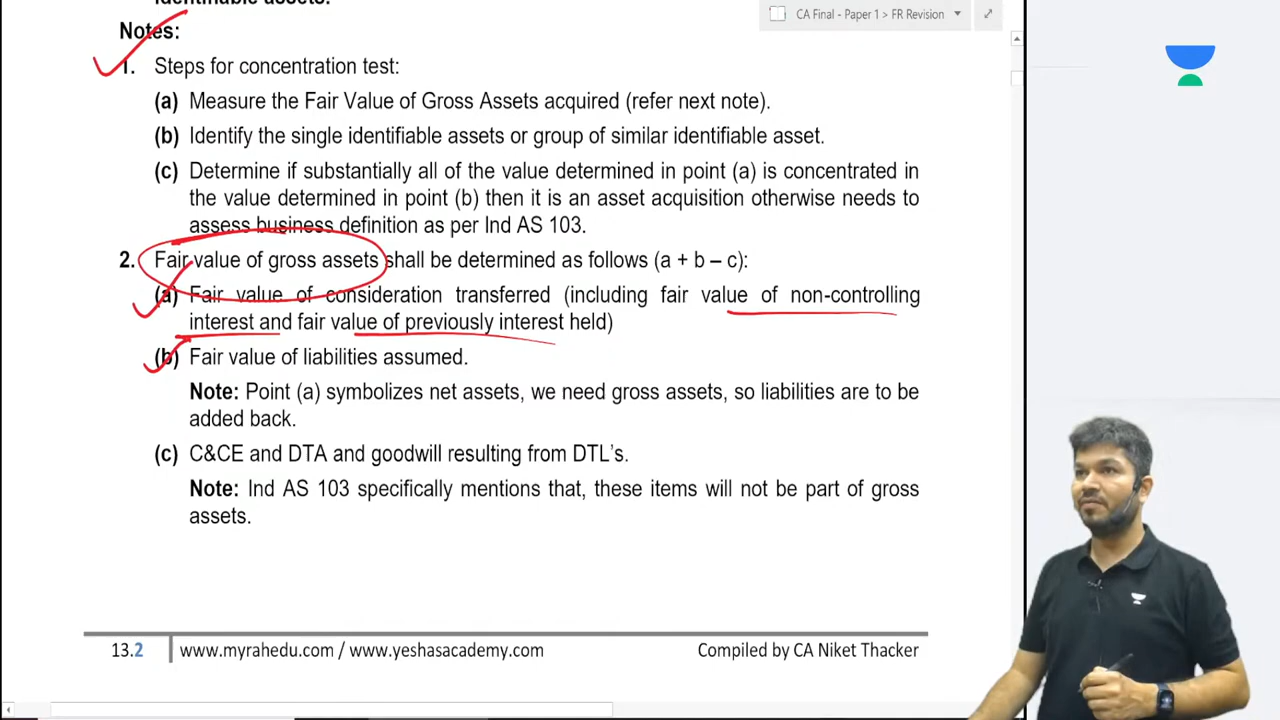 identifiable assets.
CA Final - Paper 1 > FR Revision
Notes:
1. Steps for concentration test:
(a) Measure the Fair Value of Gross Assets acquired (refer next note).
(b) Identify the single identifiable assets or group of similar identifiable asset.
(c) Determine if substantially all of the value determined in point (a) is concentrated in
the value determined in point (b) then it is an asset acquisition otherwise needs to
assess business definition as per Ind AS 103.
2. Fair value of gross assets shall be determined as follows (a + b – c):
(a) Fair value of consideration transferred (including fair value of non-controlling
interest and fair value of previously interest held)
(b) Fair value of liabilities assumed.
Note: Point (a) symbolizes net assets, we need gross assets, so liabilities are to be
added back.
(c) C&CE and DTA and goodwill resulting from DTL's.
Note: Ind AS 103 specifically mentions that, these items will not be part of gross
assets.
13.2 www.myrahedu.com / www.yeshasacademy.com Compiled by CA Niket Thacker